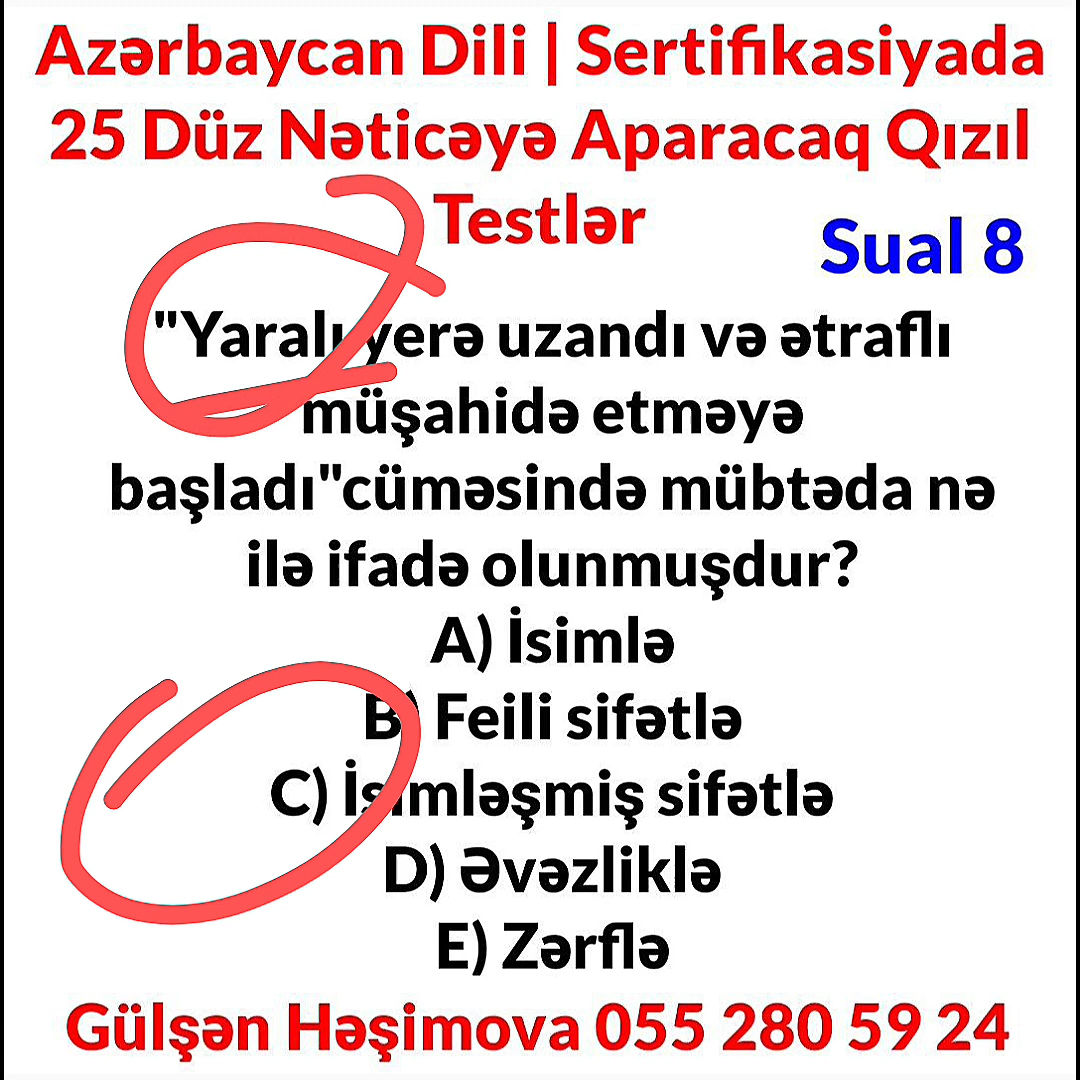 Azərbaycan Dili | Sertifikasiyada
25 Düz Nəticəyə Aparacaq Qızıl
Testlər
Sual 8
"Yaralı yerə uzandı və ətraflı
müşahidə etməyə
başladı"cüməsində mübtəda nə
ilə ifadə olunmuşdur?
A) İsimlə
B) Feili sifətlə
C) İsimləşmiş sifətlə
D) Əvəzliklə
E) Zərflə
Gülşən Həşimova 055 280 59 24